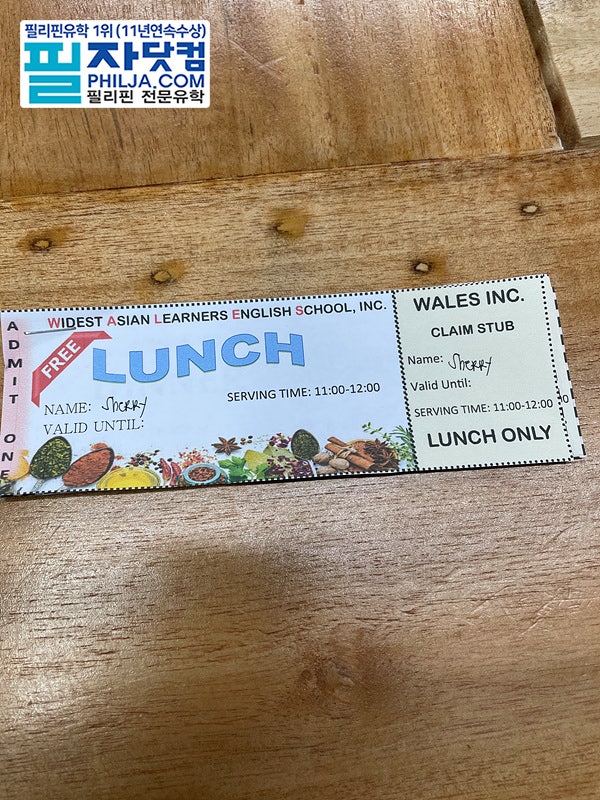 필리핀유학 1위 (11년연속수상)
필자닷컴
PHILJA.COM
필리핀 전문유학
ADMIT ONE
WIDEST ASIAN LEARNERS ENGLISH SCHOOL, INC.
FREE
LUNCH
SERVING TIME: 11:00-12:00
NAME: Sherry
VALID UNTIL:
WALES INC.
CLAIM STUB
Name: Sherry
Valid Until:
SERVING TIME: 11:00-12:00
LUNCH ONLY